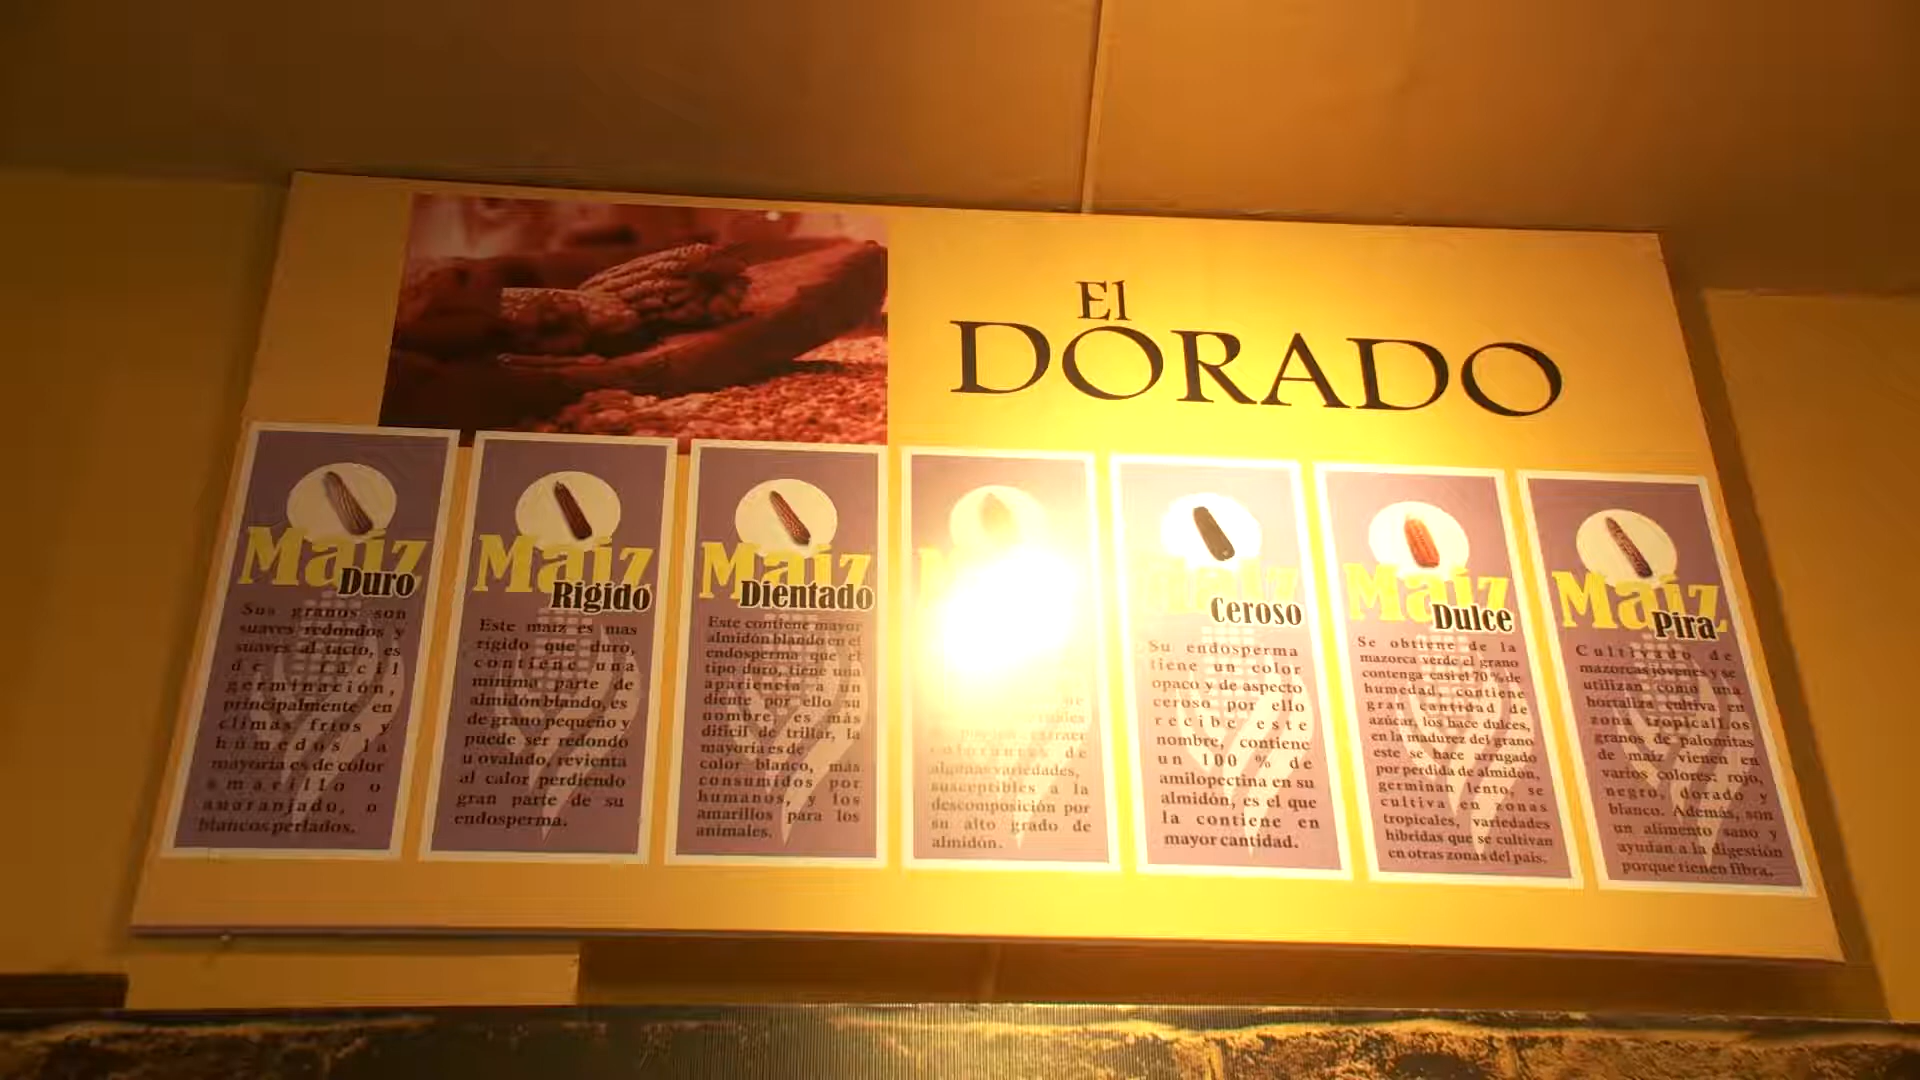 El
DORADO
Maíz
Duro
Sus granos son
suaves redondos y
suaves al tacto, es
de fácil
germinación,
principalmente en
climas fríos y
húmedos la
mayoría es de color
amarillo o
anaranjado, o
blancos perlados.
Maíz
Rigido
Este maíz es mas
rígido que duro,
contiene una
mínima parte de
almidón blando, es
de grano pequeño y
puede ser redondo
u ovalado, revienta
al calor perdiendo
gran parte de su
endosperma.
Maíz
Dientado
Este contiene mayor
almidón blando en el
endosperma que el
tipo duro, tiene una
apariencia a un
diente por ello su
nombre, es más
difícil de trillar, la
mayoría es de
color blanco, más
consumidos por
humanos, y los
amarillos para los
animales.
extraer
colorantes de
algunas variedades,
susceptibles a la
descomposición por
su alto grado de
almidón.
Maíz
Ceroso
Su endosperma
tiene un color
opaco y de aspecto
ceroso por ello
recibe este
nombre, contiene
un 100 % de
amilopectina en su
almidón, es el que
la contiene en
mayor cantidad.
Maíz
Dulce
Se obtiene de la
mazorca verde el grano
contenga casi el 70 % de
humedad, contiene
gran cantidad de
azúcar, los hace dulces,
en la madurez del grano
este se hace arrugado
por perdida de almidón,
germinan lento, se
cultiva en zonas
tropicales, variedades
híbridas que se cultivan
en otras zonas del país.
Maíz
Pira
Cultivado de
mazorcas jóvenes y se
utilizan como una
hortaliza cultiva en
zona tropical Los
granos de palomitas
de maíz vienen en
varios colores: rojo,
negro, dorado y
blanco. Además, son
un alimento sano y
ayudan a la digestión
porque tienen fibra.